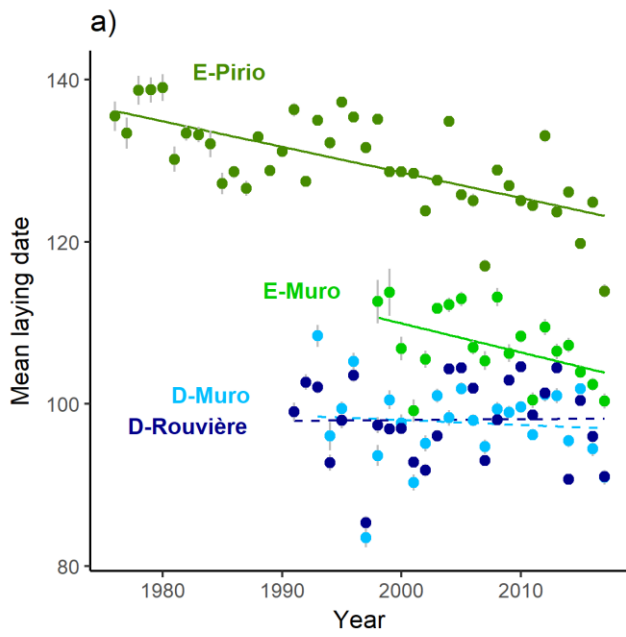 a)
140
120
100
80
Mean laying date
E-Pirio
E-Muro
D-Muro
D-Rouvière
1980
1990
2000
2010
Year